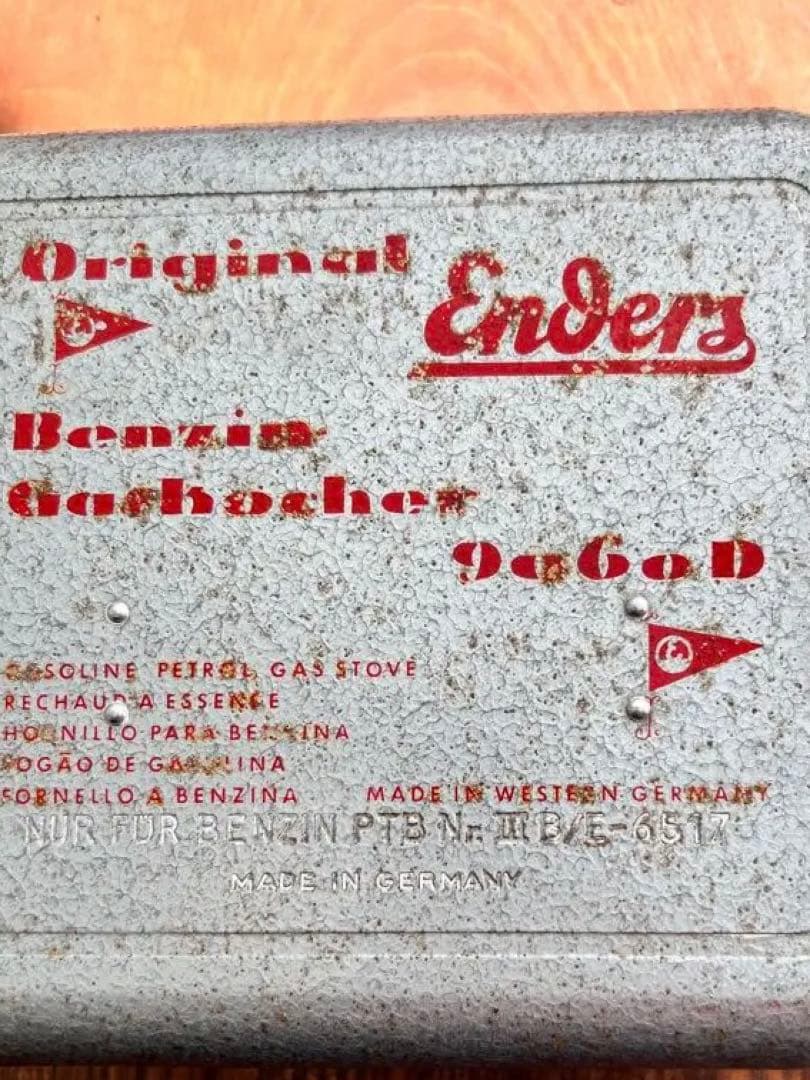 Original
Enders
Benzin-
Gaskocher
9060 D
GASOLINE PETROL GAS STOVE
RECHAUD A ESSENCE
HORNILLO PARA BENZINA
FOGÃO DE GASOLINA
FORNELLO A BENZINA
MADE IN WESTERN GERMANY
NUR FÜR BENZIN PTB Nr. III B/E-6517
MADE IN GERMANY